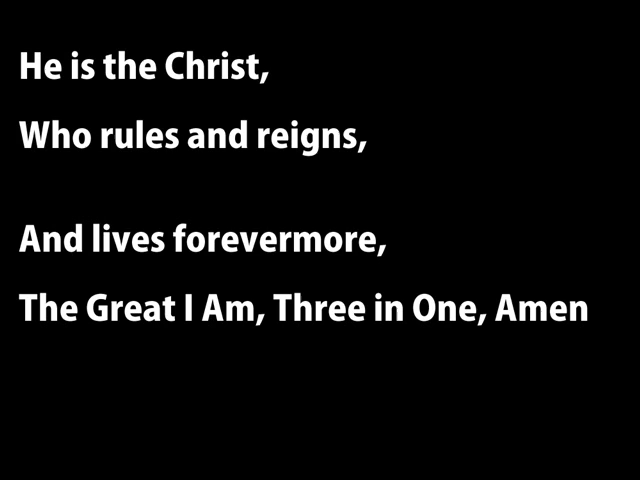 He is the Christ,
Who rules and reigns,
And lives forevermore,
The Great I Am, Three in One, Amen